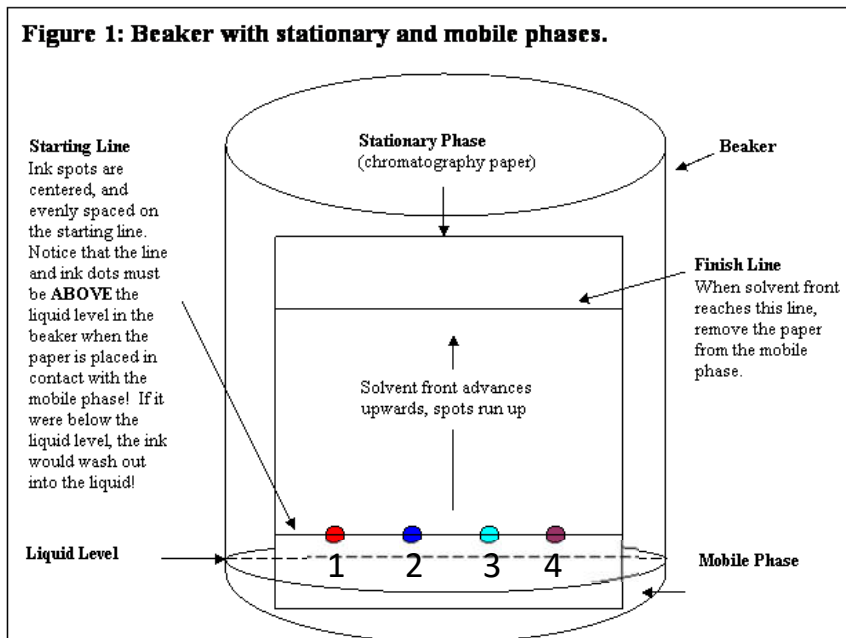 Figure 1: Beaker with stationary and mobile phases.
Starting Line
Ink spots are
centered, and
evenly spaced on
the starting line.
Notice that the line
and ink dots must
be ABOVE the
liquid level in the
beaker when the
paper is placed in
contact with the
mobile phase!  If it
were below the
liquid level, the ink
would wash out
into the liquid!
Stationary Phase
(chromatography paper)
Beaker
Finish Line
When solvent front
reaches this line,
remove the paper
from the mobile
phase.
Solvent front advances
upwards, spots run up
Liquid Level
1 2 3 4
Mobile Phase